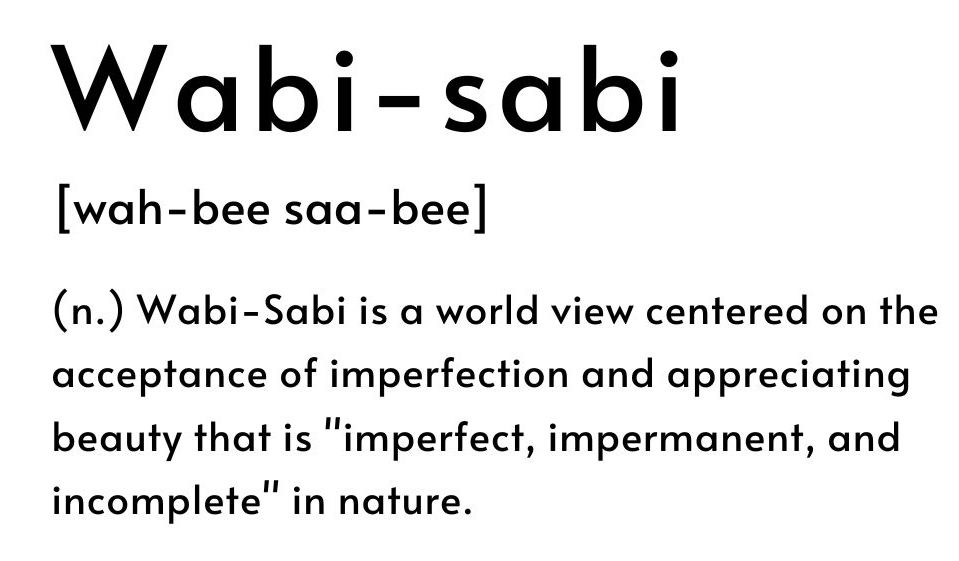 Wabi-sabi
[wah-bee saa-bee]
(n.) Wabi-Sabi is a world view centered on the
acceptance of imperfection and appreciating
beauty that is "imperfect, impermanent, and
incomplete" in nature.